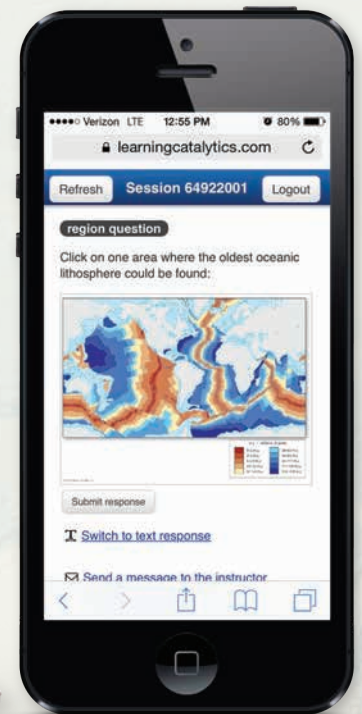 Verizon LTE 12:55 PM 80%
learningcatalytics.com
Refresh Session 64922001 Logout
region question
Click on one area where the oldest oceanic
lithosphere could be found:
Submit response
Switch to text response
Send a message to the instructor